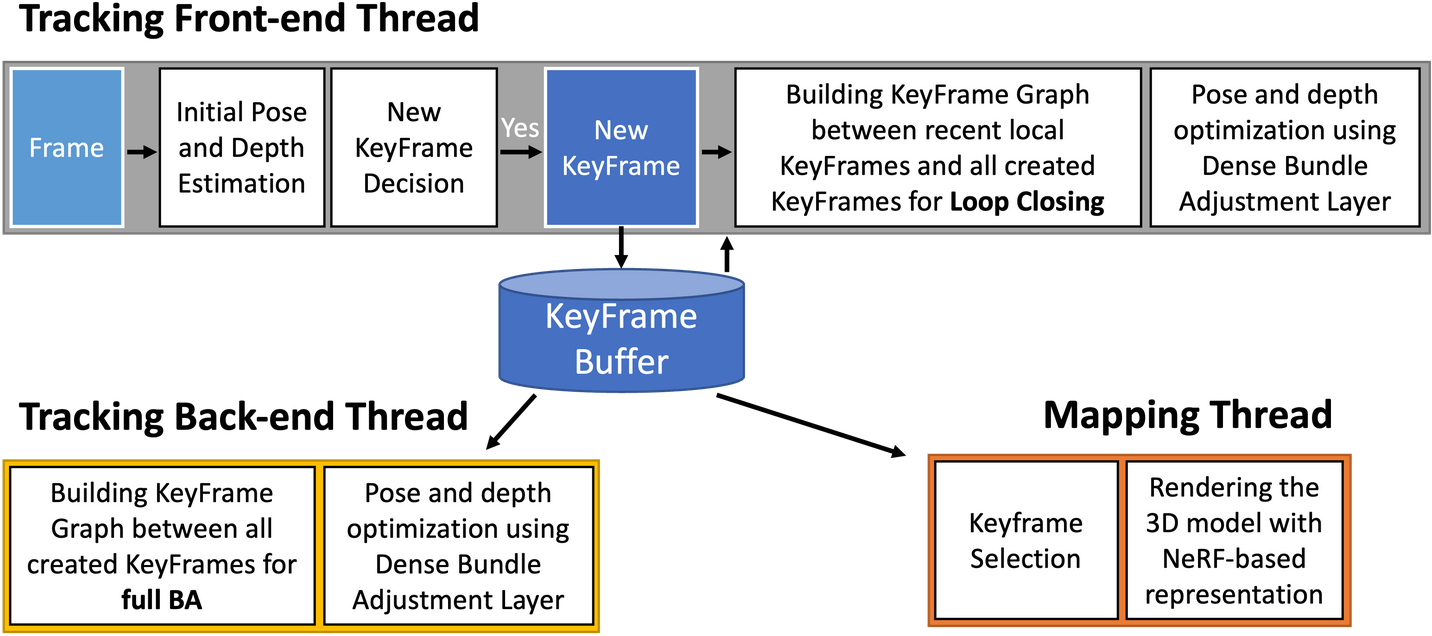 Tracking Front-end Thread
Frame
Initial Pose
and Depth
Estimation
New
KeyFrame
Decision
Yes
New
KeyFrame
Building KeyFrame Graph
between recent local
KeyFrames and all created
KeyFrames for Loop Closing
Pose and depth
optimization using
Dense Bundle
Adjustment Layer
KeyFrame
Buffer
Tracking Back-end Thread
Building KeyFrame
Graph between all
created KeyFrames for
full BA
Pose and depth
optimization using
Dense Bundle
Adjustment Layer
Mapping Thread
Keyframe
Selection
Rendering the
3D model with
NeRF-based
representation